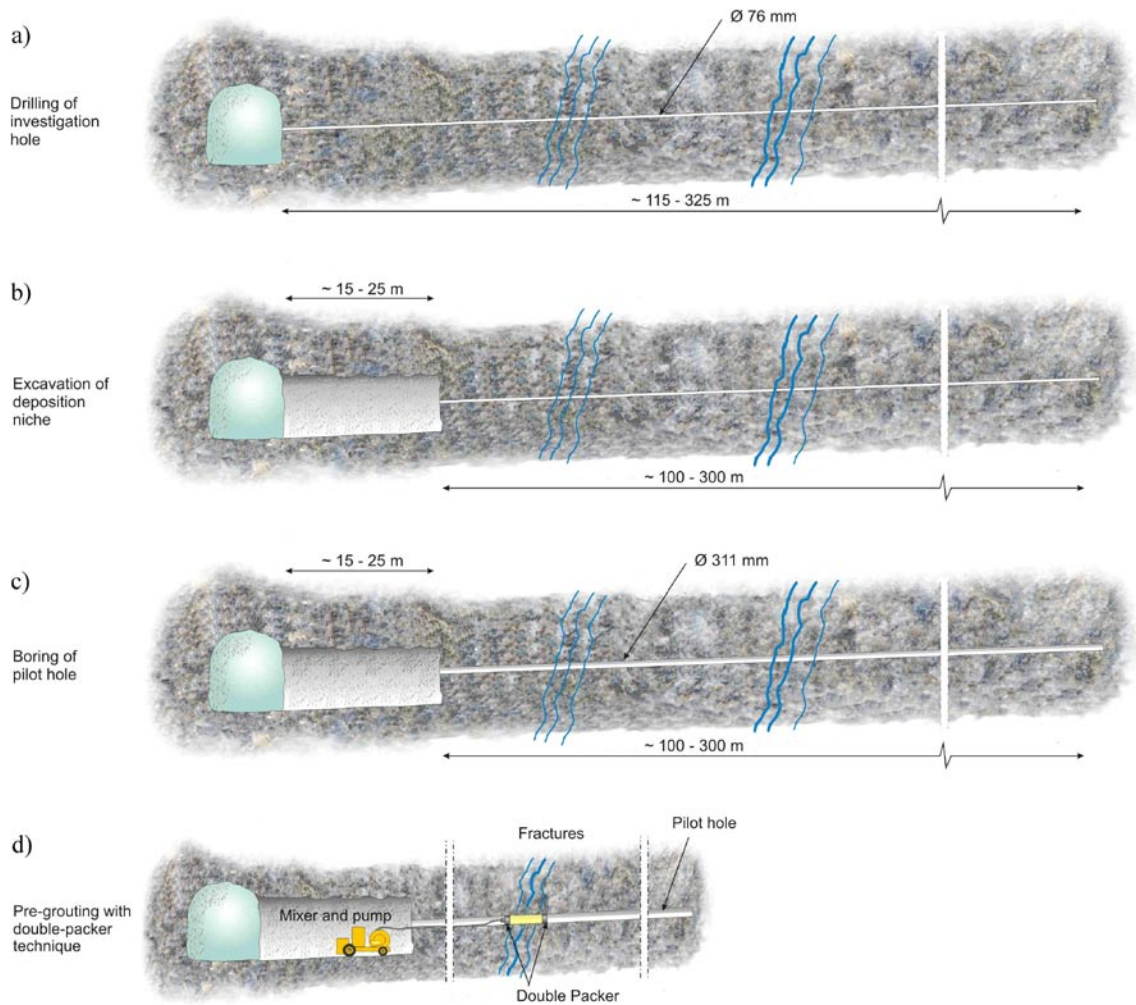 a)
Ø 76 mm
Drilling of
investigation
hole
~ 115 - 325 m
b)
~ 15 - 25 m
Excavation of
deposition
niche
~ 100 - 300 m
c)
~ 15 - 25 m
Ø 311 mm
Boring of
pilot hole
~ 100 - 300 m
d)
Fractures
Pilot hole
Pre-grouting with
double-packer
technique
Mixer and pump
Double Packer